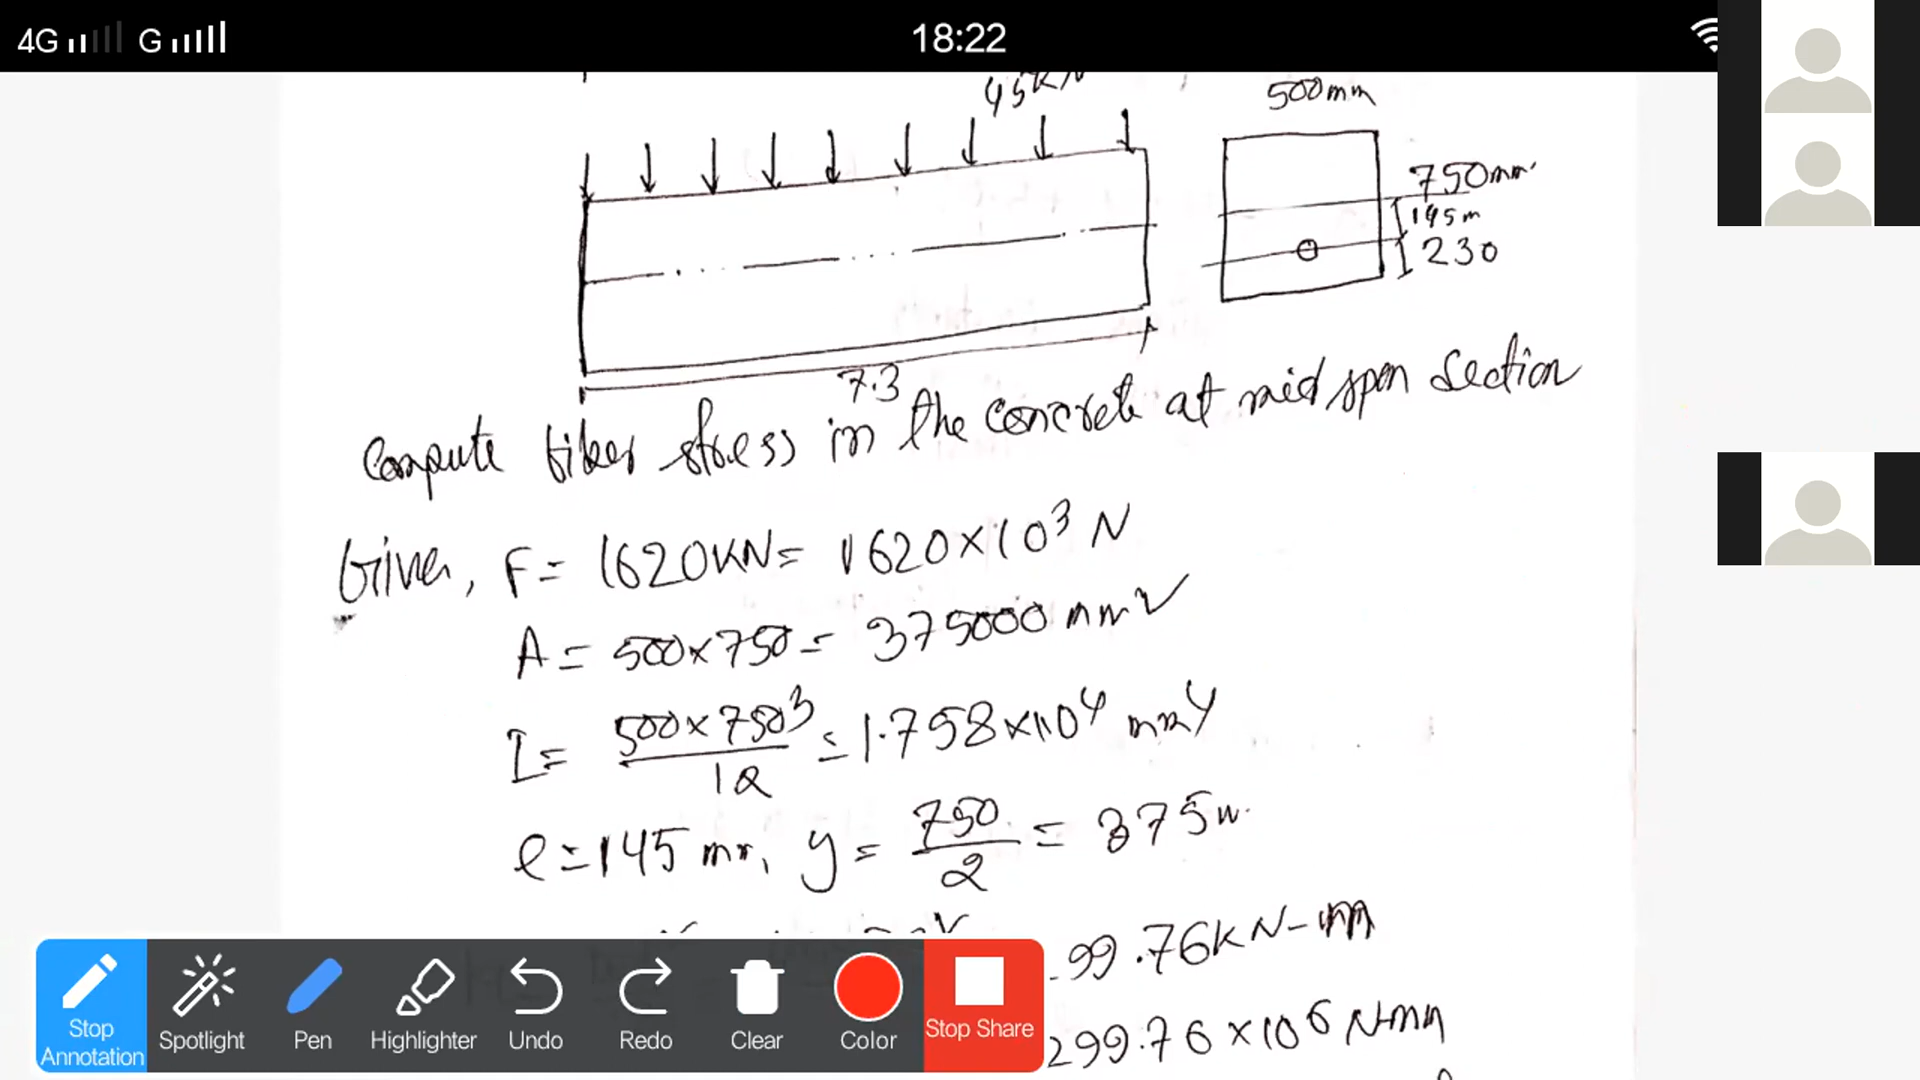 4G G 18:22
45KN
500mm
750mm
145m
230
7.3
Compute fiber stress in the concrete at mid span section
Given, F = 1620KN = 1620×10³ N
A = 500×750 = 375000 mm²
I = 500×750³ / 12 = 1.758×10⁴ mm⁴
e = 145 mm, y = 750 / 2 = 375
99.76KN-m
299.76×10⁶ N-mm
Stop Annotation
Spotlight
Pen
Highlighter
Undo
Redo
Clear
Color
Stop Share